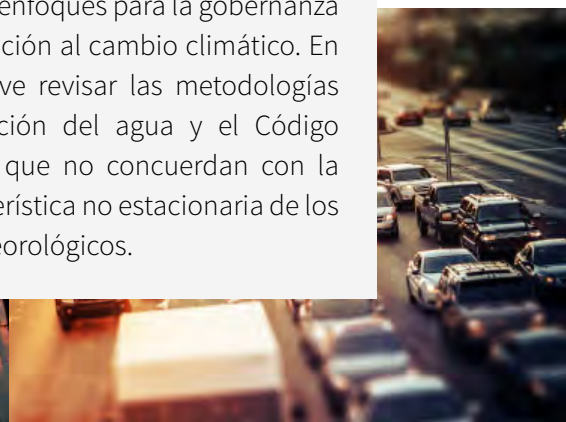 enfoques para la gobernanza
ción al cambio climático. En
ve revisar las metodologías
ción del agua y el Código
que no concuerdan con la
erística no estacionaria de los
eorológicos.